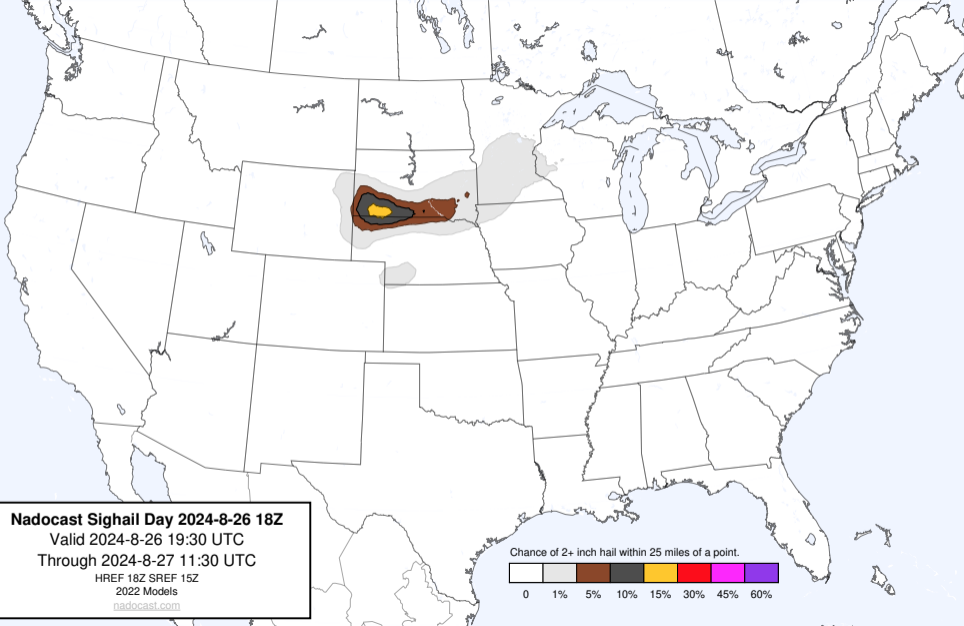 Nadocast Sighail Day 2024-8-26 18Z
Valid 2024-8-26 19:30 UTC
Through 2024-8-27 11:30 UTC
HREF 18Z SREF 15Z
2022 Models
nadocast.com
Chance of 2+ inch hail within 25 miles of a point.
0 1% 5% 10% 15% 30% 45% 60%